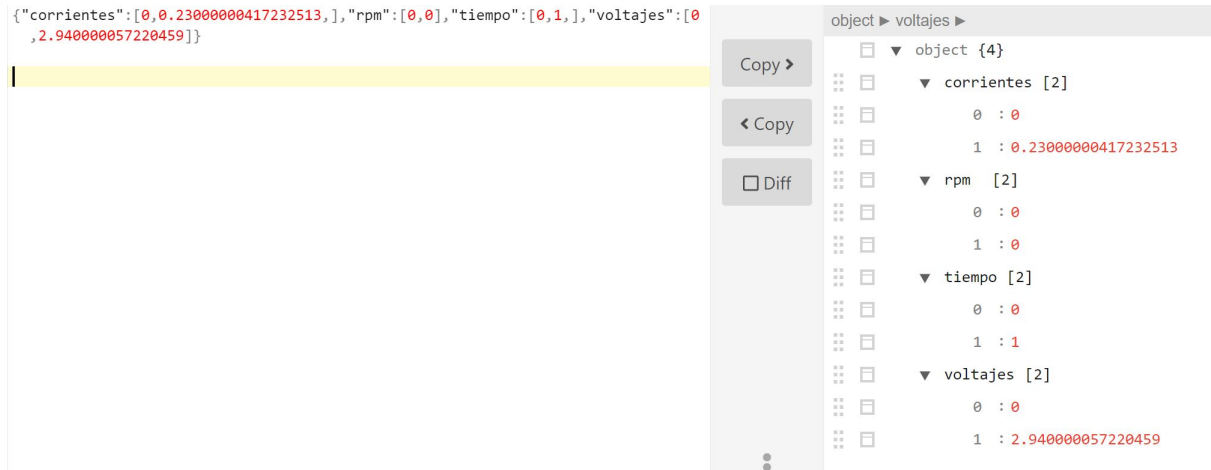 {"corrientes":[0,0.23000000417232513,],"rpm":[0,0],"tiempo":[0,1,],"voltajes":[0
,2.940000057220459]}
Copy >
< Copy
Diff
object ► voltajes ►
▼ object {4}
▼ corrientes [2]
0 : 0
1 : 0.23000000417232513
▼ rpm [2]
0 : 0
1 : 0
▼ tiempo [2]
0 : 0
1 : 1
▼ voltajes [2]
0 : 0
1 : 2.940000057220459